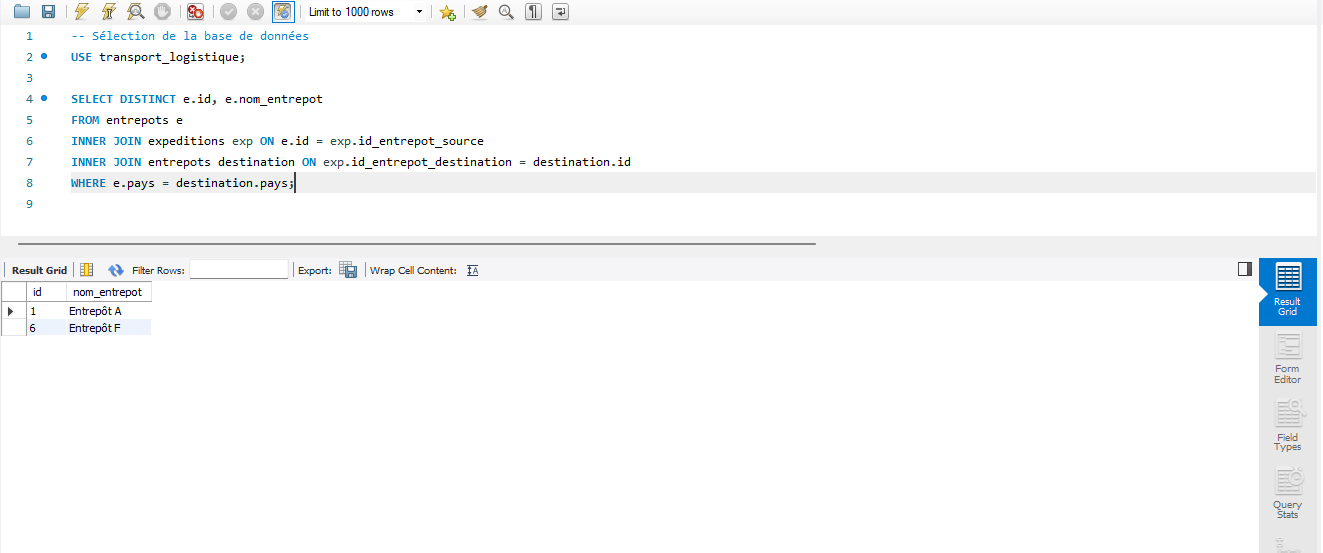 Limit to 1000 rows
1 -- Sélection de la base de données
2 USE transport_logistique;
3
4 SELECT DISTINCT e.id, e.nom_entrepot
5 FROM entrepots e
6 INNER JOIN expeditions exp ON e.id = exp.id_entrepot_source
7 INNER JOIN entrepots destination ON exp.id_entrepot_destination = destination.id
8 WHERE e.pays = destination.pays;
9
Result Grid Filter Rows: Export: Wrap Cell Content: IA
id nom_entrepot
1 Entrepôt A
6 Entrepôt F
Result
Grid
Form
Editor
Field
Types
Query
Stats